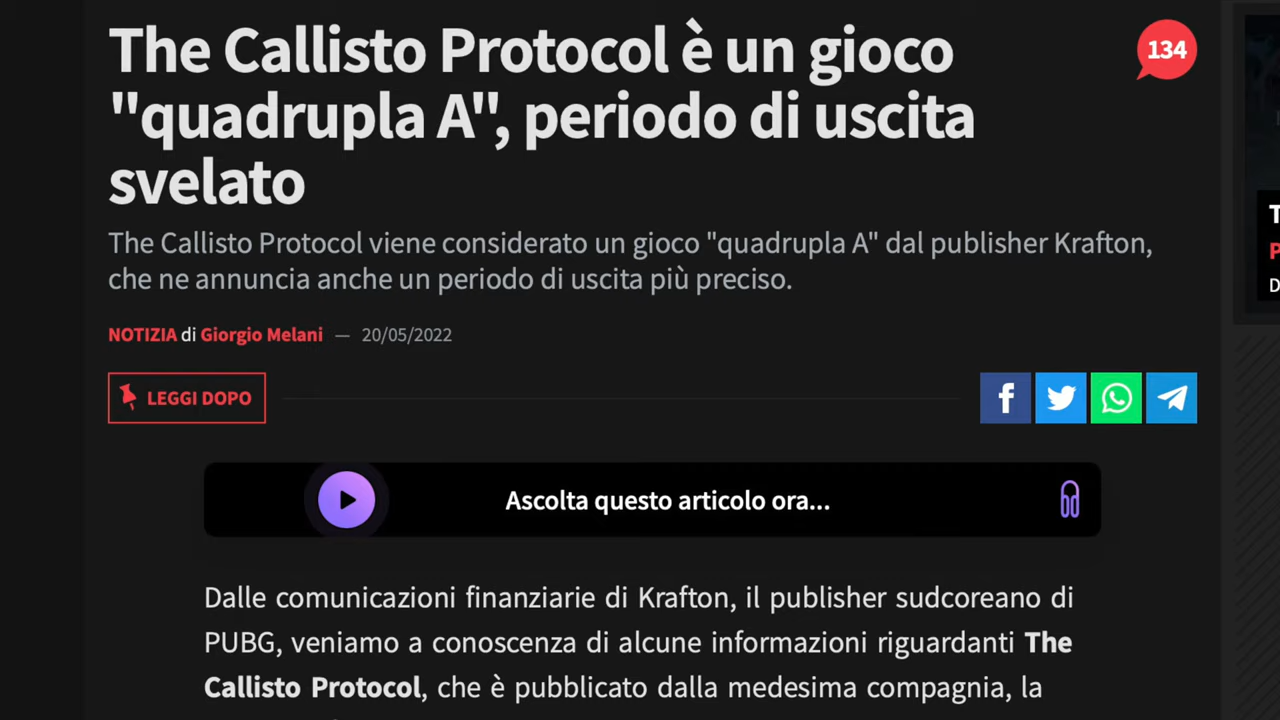 The Callisto Protocol è un gioco
"quadrupla A", periodo di uscita
svelato
134
The Callisto Protocol viene considerato un gioco "quadrupla A" dal publisher Krafton,
che ne annuncia anche un periodo di uscita più preciso.
NOTIZIA di Giorgio Melani — 20/05/2022
LEGGI DOPO
Ascolta questo articolo ora...
Dalle comunicazioni finanziarie di Krafton, il publisher sudcoreano di
PUBG, veniamo a conoscenza di alcune informazioni riguardanti The
Callisto Protocol, che è pubblicato dalla medesima compagnia, la